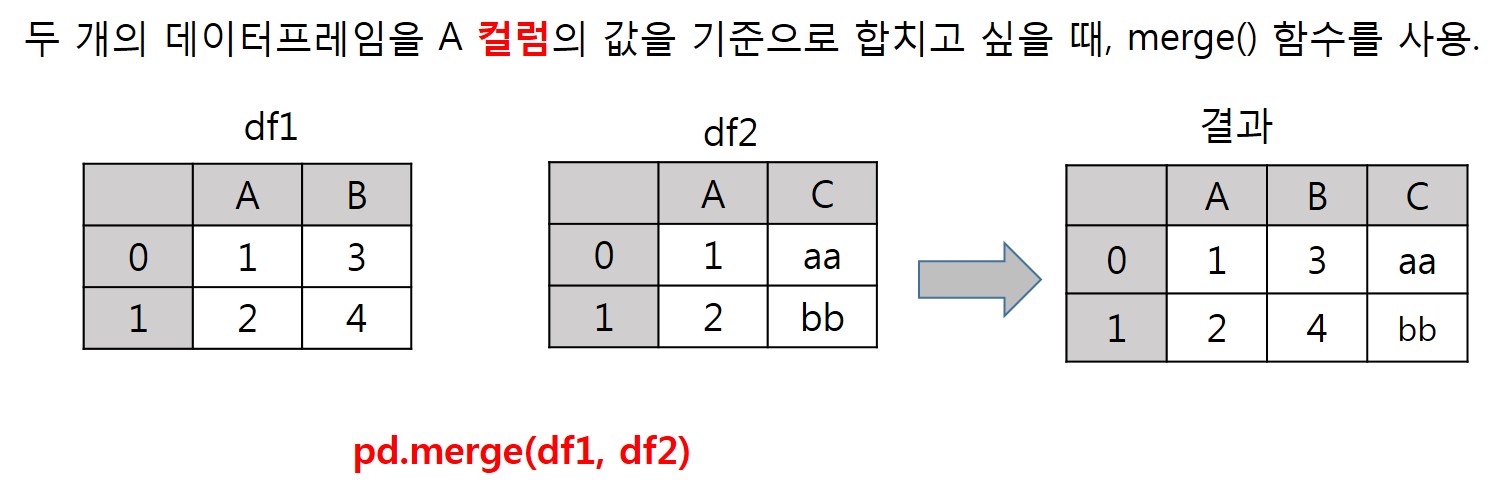 두 개의 데이터프레임을 A 컬럼의 값을 기준으로 합치고 싶을 때, merge() 함수를 사용.
df1
A B
0 1 3
1 2 4
df2
A C
0 1 aa
1 2 bb
결과
A B C
0 1 3 aa
1 2 4 bb
pd.merge(df1, df2)